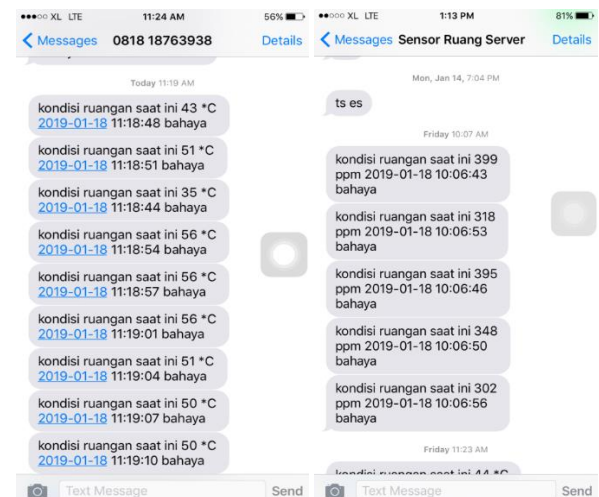 XL LTE 11:24 AM 56%
Messages 0818 18763938 Details
Today 11:19 AM
kondisi ruangan saat ini 43 *C
2019-01-18 11:18:48 bahaya
kondisi ruangan saat ini 51 *C
2019-01-18 11:18:51 bahaya
kondisi ruangan saat ini 35 *C
2019-01-18 11:18:44 bahaya
kondisi ruangan saat ini 56 *C
2019-01-18 11:18:54 bahaya
kondisi ruangan saat ini 56 *C
2019-01-18 11:18:57 bahaya
kondisi ruangan saat ini 56 *C
2019-01-18 11:19:01 bahaya
kondisi ruangan saat ini 51 *C
2019-01-18 11:19:04 bahaya
kondisi ruangan saat ini 50 *C
2019-01-18 11:19:07 bahaya
kondisi ruangan saat ini 50 *C
2019-01-18 11:19:10 bahaya
Text Message Send
XL LTE 1:13 PM 81%
Messages Sensor Ruang Server Details
Mon, Jan 14, 7:04 PM
ts es
Friday 10:07 AM
kondisi ruangan saat ini 399
ppm 2019-01-18 10:06:43
bahaya
kondisi ruangan saat ini 318
ppm 2019-01-18 10:06:53
bahaya
kondisi ruangan saat ini 395
ppm 2019-01-18 10:06:46
bahaya
kondisi ruangan saat ini 348
ppm 2019-01-18 10:06:50
bahaya
kondisi ruangan saat ini 302
ppm 2019-01-18 10:06:56
bahaya
Friday 11:23 AM
kondisi ruangan saat ini 44 *C
Text Message Send